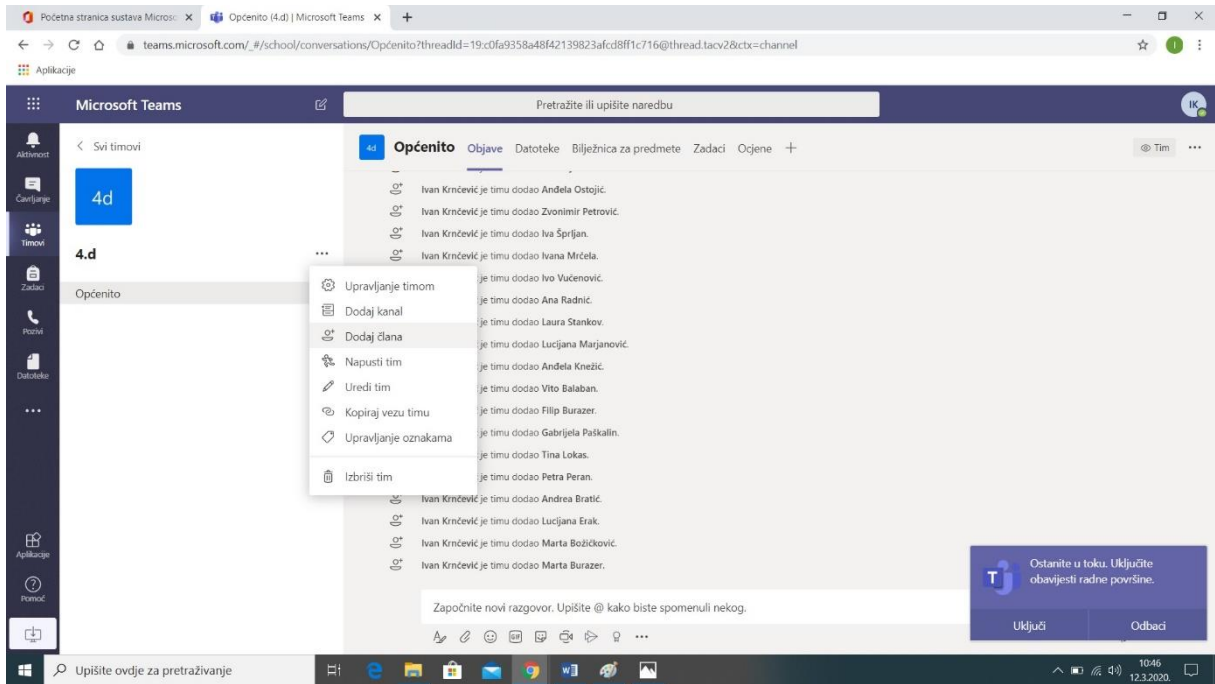 Početna stranica sustava Micros
Općenito (4.d) | Microsoft Teams
teams.microsoft.com/_#/school/conversations/Općenito?threadId=19:c0fa9358a48f42139823afcd8ff1c716@thread.tacv2&ctx=channel
I
Aplikacije
Microsoft Teams
Pretražite ili upišite naredbu
IK
Aktivnost
Čavrljanje
Timovi
Zadaci
Pozivi
Datoteke
Aplikacije
Pomoć
Svi timovi
4d
4.d
Općenito
Upravljanje timom
Dodaj kanal
Dodaj člana
Napusti tim
Uredi tim
Kopiraj vezu timu
Upravljanje oznakama
Izbriši tim
4d Općenito Objave Datoteke Bilježnica za predmete Zadaci Ocjene
Tim
Ivan Krnčević je timu dodao Anđela Ostojić.
Ivan Krnčević je timu dodao Zvonimir Petrović.
Ivan Krnčević je timu dodao Iva Šprljan.
Ivan Krnčević je timu dodao Ivana Mrčela.
je timu dodao Ivo Vučenović.
je timu dodao Ana Radnić.
je timu dodao Laura Stankov.
je timu dodao Lucijana Marjanović.
je timu dodao Anđela Knežić.
je timu dodao Vito Balaban.
je timu dodao Filip Burazer.
je timu dodao Gabrijela Paškalin.
je timu dodao Tina Lokas.
je timu dodao Petra Peran.
Ivan Krnčević je timu dodao Andrea Bratić.
Ivan Krnčević je timu dodao Lucijana Erak.
Ivan Krnčević je timu dodao Marta Božičković.
Ivan Krnčević je timu dodao Marta Burazer.
Započnite novi razgovor. Upišite @ kako biste spomenuli nekog.
GIF
Ostanite u toku. Uključite
obavijesti radne površine.
Uključi
Odbaci
Upišite ovdje za pretraživanje
10:46
12.3.2020.